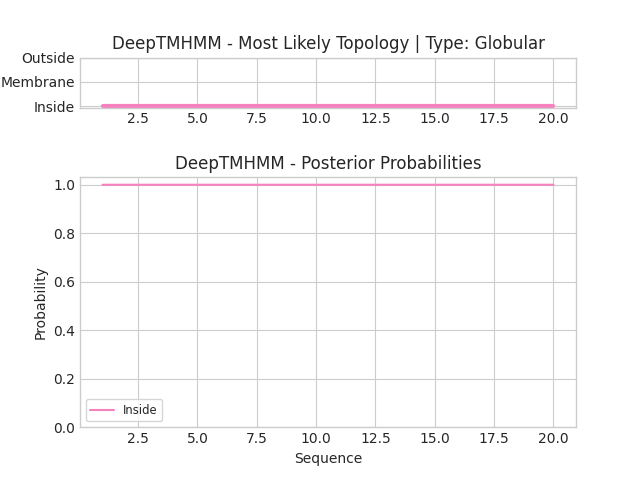 DeepTMHMM - Most Likely Topology | Type: Globular
Outside
Membrane
Inside
2.5 5.0 7.5 10.0 12.5 15.0 17.5 20.0
DeepTMHMM - Posterior Probabilities
1.0
0.8
0.6
0.4
0.2
0.0
Probability
Inside
2.5 5.0 7.5 10.0 12.5 15.0 17.5 20.0
Sequence